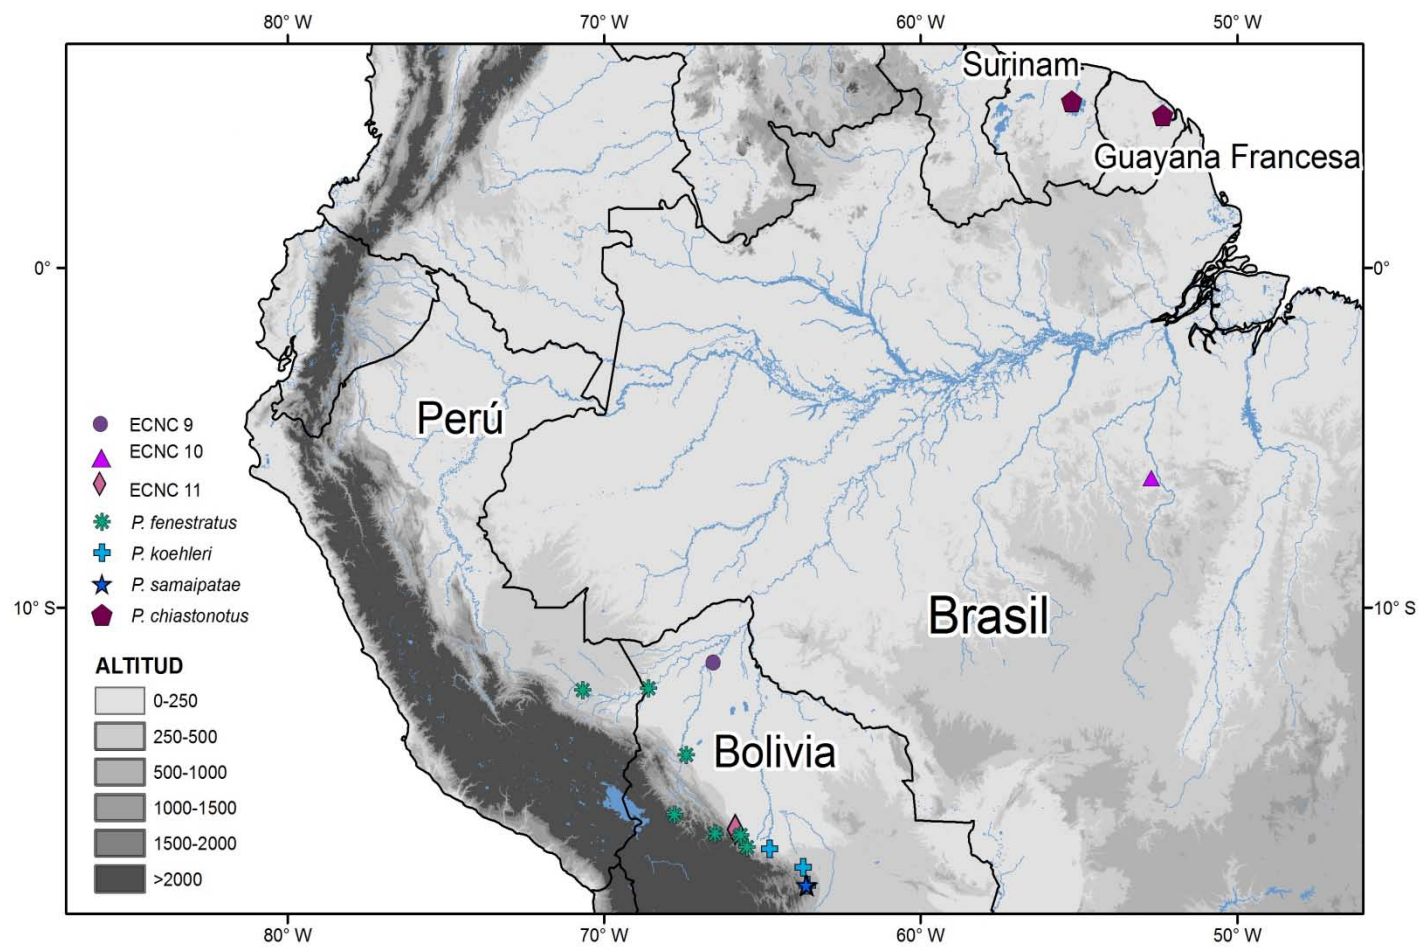 80° W 70° W 60° W 50° W
Surinam
Guayana Francesa
0° 0°
Perú
ECNC 9
ECNC 10
ECNC 11
P. fenestratus
P. koehleri
P. samaipatae
P. chiastonotus
10° S Brasil 10° S
ALTITUD
0-250
250-500
500-1000
1000-1500
1500-2000
>2000
Bolivia
80° W 70° W 60° W 50° W